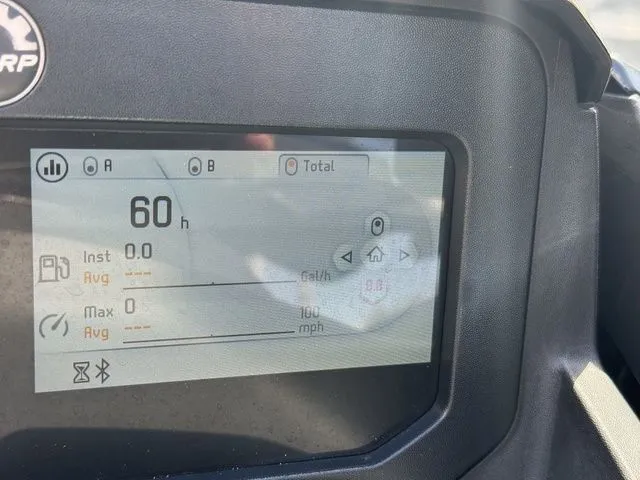 RP
A
B
Total
60 h
Inst 0.0
Avg ---
Gal/h
Max 0
100
Avg ---
mph